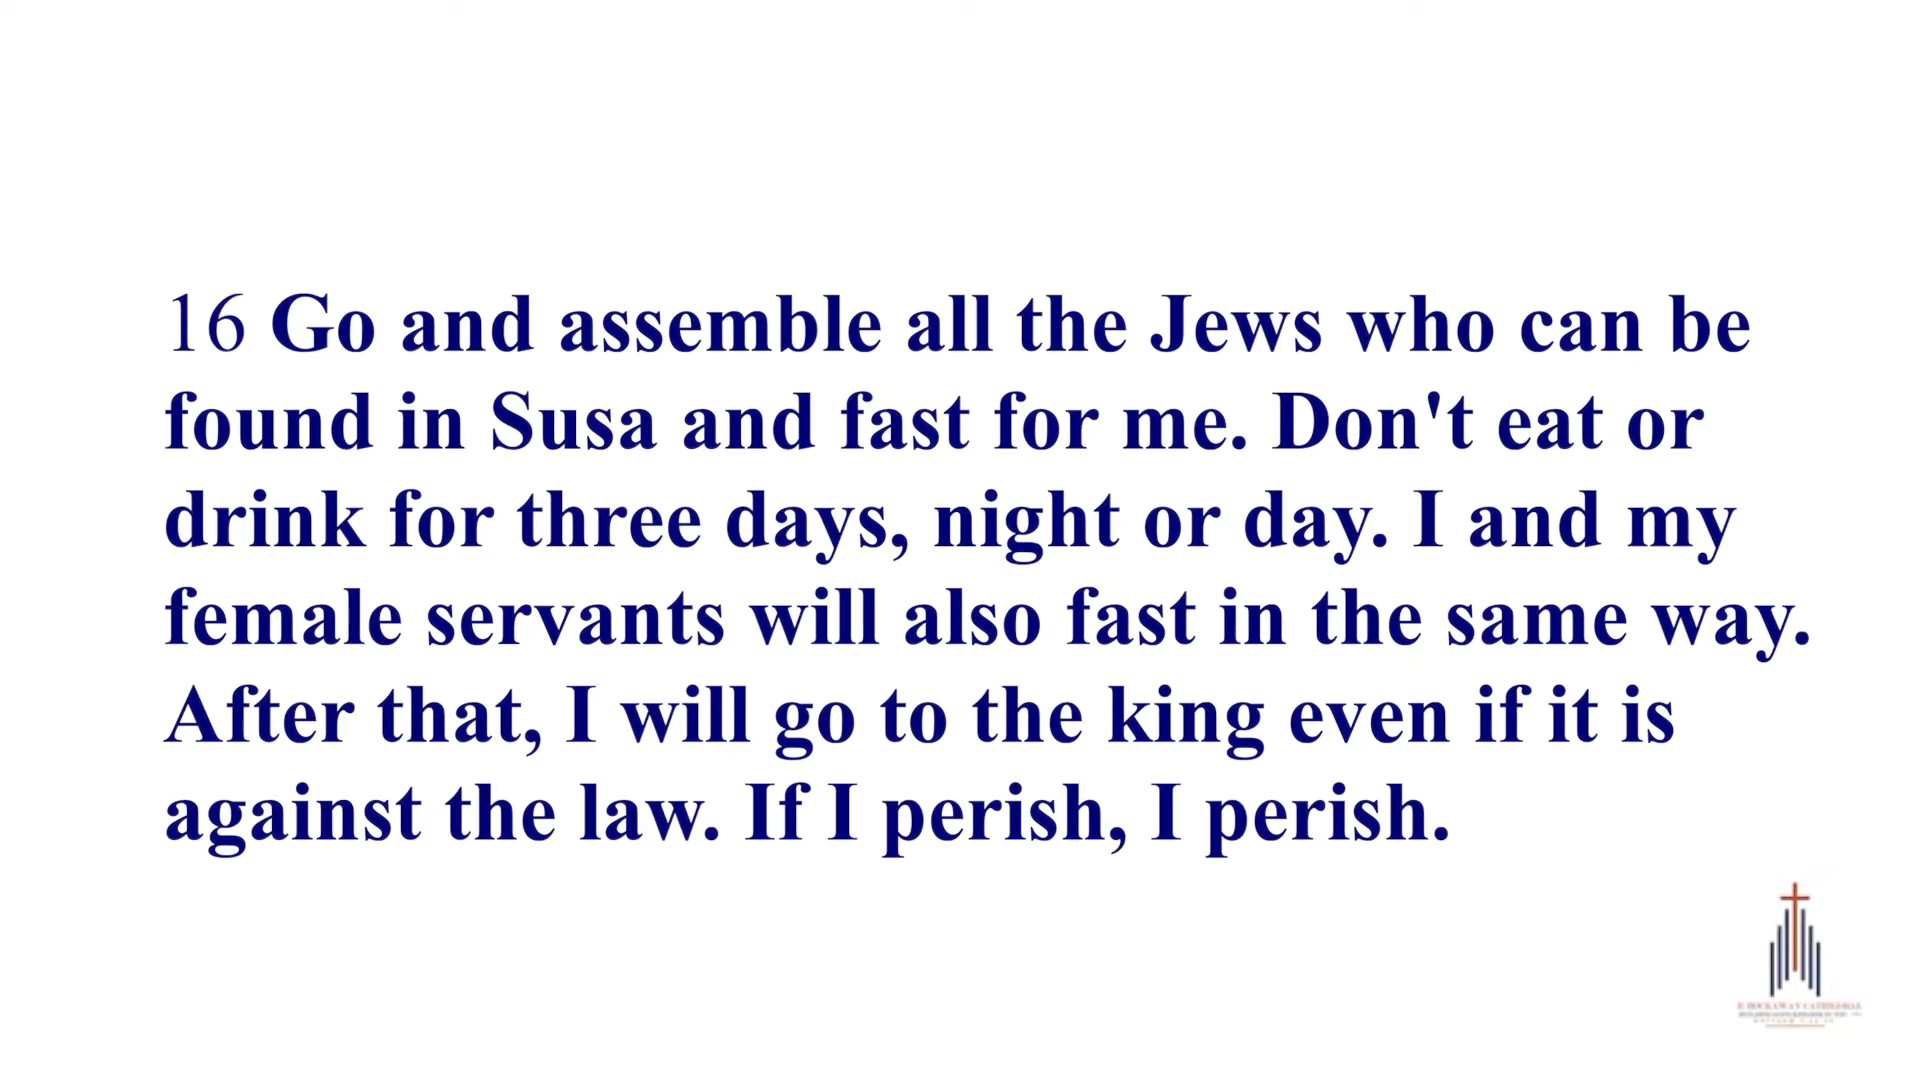 16 Go and assemble all the Jews who can be
found in Susa and fast for me. Don't eat or
drink for three days, night or day. I and my
female servants will also fast in the same way.
After that, I will go to the king even if it is
against the law. If I perish, I perish.
ROCKAWAY CATHEDRAL